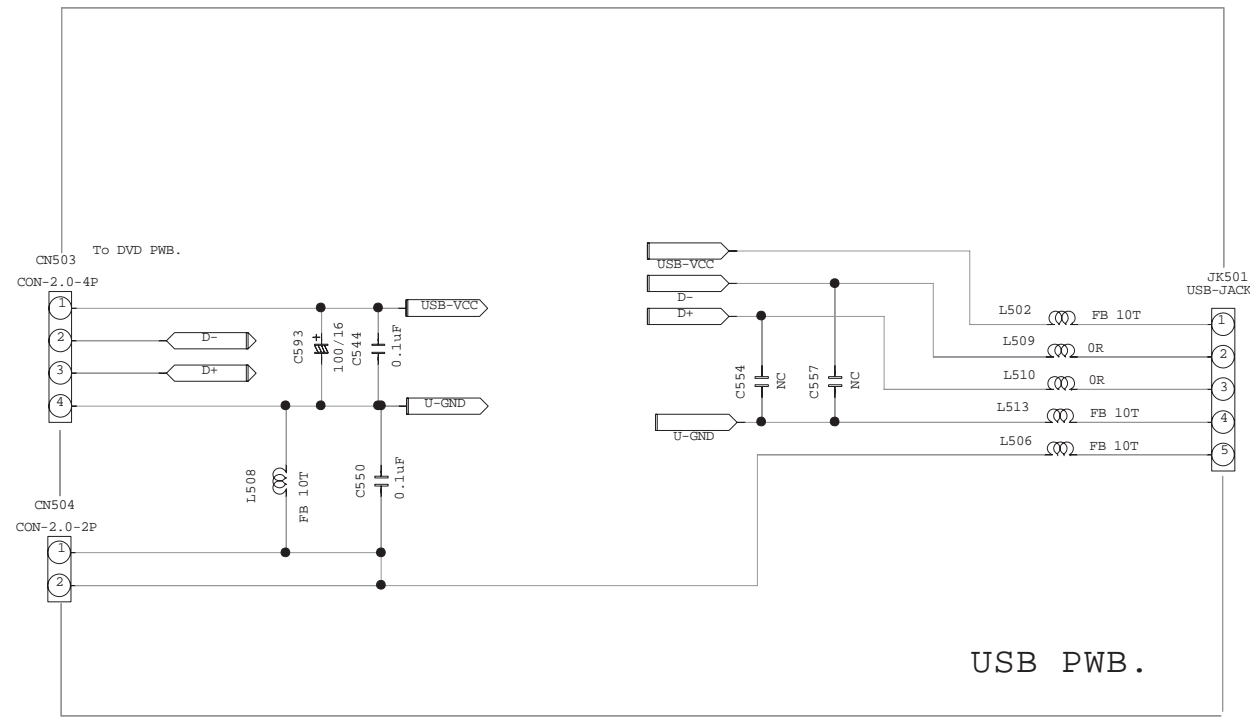 To DVD PWB.
CN503
CON-2.0-4P
1
2
3
4
D-
D+
USB-VCC
C593
100/16
C544
0.1uF
U-GND
L508
FB 10T
C550
0.1uF
CN504
CON-2.0-2P
1
2
USB-VCC
D-
D+
U-GND
C554
NC
C557
NC
L502
FB 10T
L509
0R
L510
0R
L513
FB 10T
L506
FB 10T
JK501
USB-JACK
1
2
3
4
5
USB PWB.